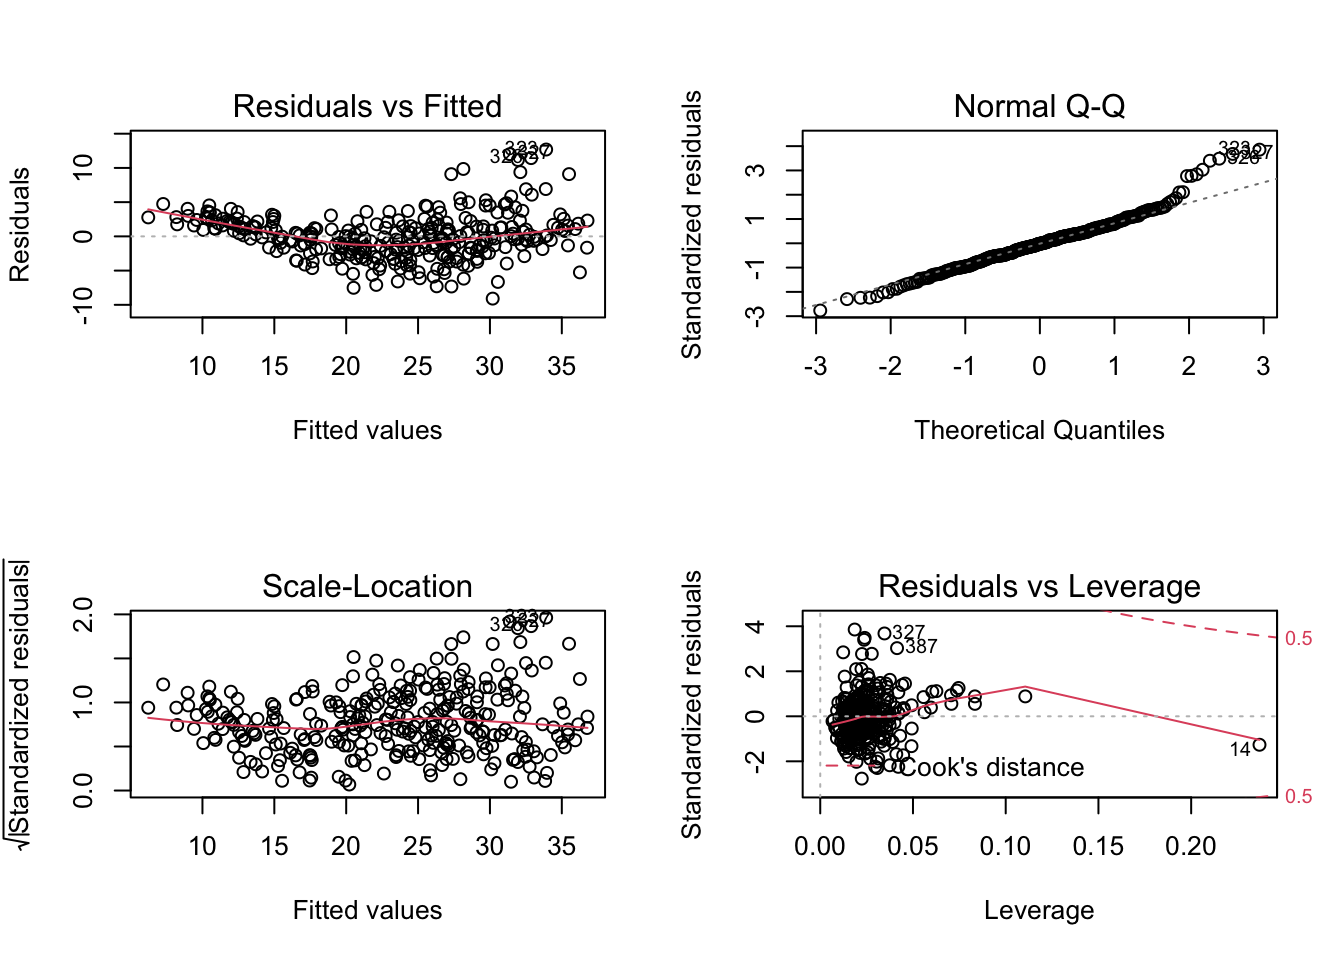 Residuals vs Fitted
Residuals
10
0
-10
10 15 20 25 30 35
Fitted values
Normal Q-Q
Standardized residuals
3
1
-1
-3
327
-3 -2 -1 0 1 2 3
Theoretical Quantiles
Scale-Location
√|Standardized residuals|
2.0
1.0
0.0
10 15 20 25 30 35
Fitted values
Residuals vs Leverage
Standardized residuals
4
2
0
-2
327
387
14
Cook's distance
0.5
0.5
0.00 0.05 0.10 0.15 0.20
Leverage